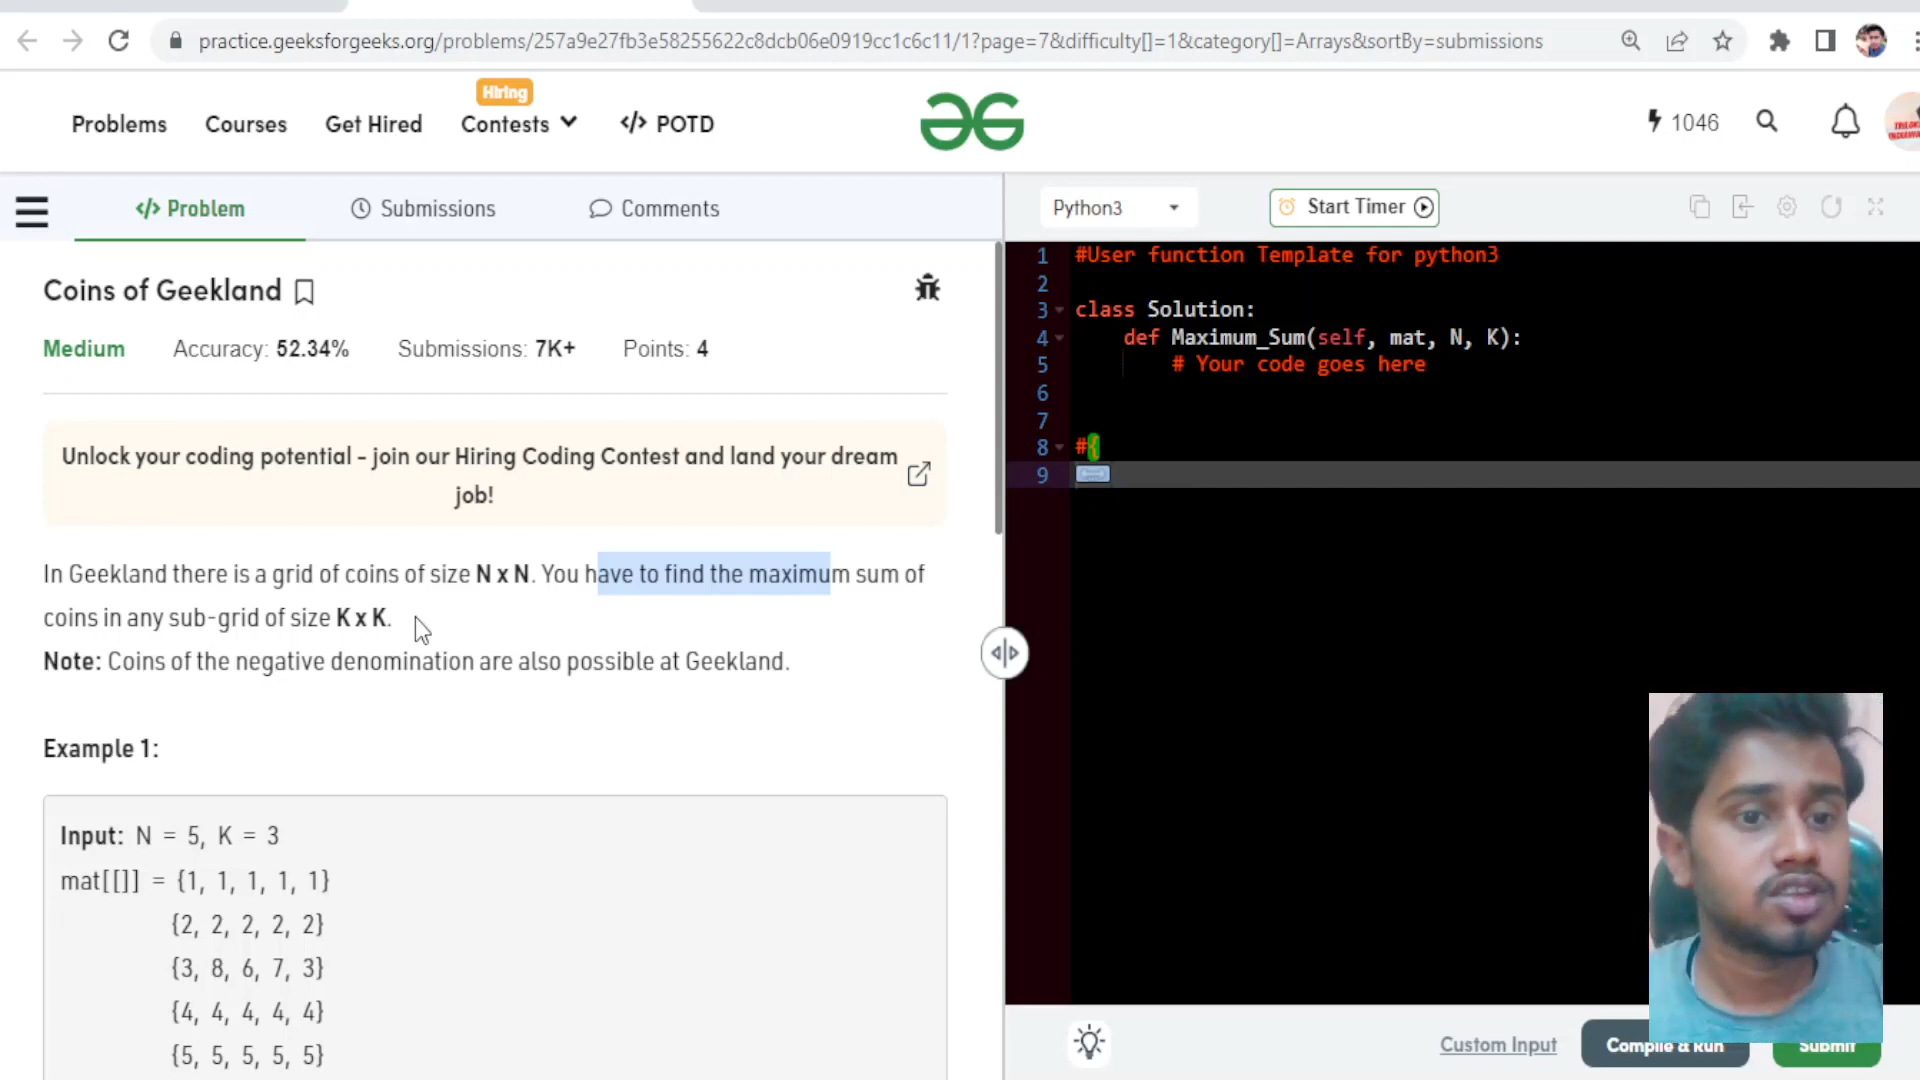 practice.geeksforgeeks.org/problems/257a9e27fb3e58255622c8dcb06e0919cc1c6c11/1?page=7&difficulty[]=1&category[]=Arrays&sortBy=submissions
Problems
Courses
Get Hired
Hiring
Contests
</> POTD
1046
</> Problem
Submissions
Comments
Python3
Start Timer
Coins of Geekland
Medium Accuracy: 52.34% Submissions: 7K+ Points: 4
Unlock your coding potential - join our Hiring Coding Contest and land your dream
job!
In Geekland there is a grid of coins of size N x N. You have to find the maximum sum of
coins in any sub-grid of size K x K.
Note: Coins of the negative denomination are also possible at Geekland.
Example 1:
Input: N = 5, K = 3
mat[[]] = {1, 1, 1, 1, 1}
{2, 2, 2, 2, 2}
{3, 8, 6, 7, 3}
{4, 4, 4, 4, 4}
{5, 5, 5, 5, 5}
1 #User function Template for python3
2
3 class Solution:
4 def Maximum_Sum(self, mat, N, K):
5 # Your code goes here
6
7
8 #{
9
Custom Input
Compile & Run
Submit